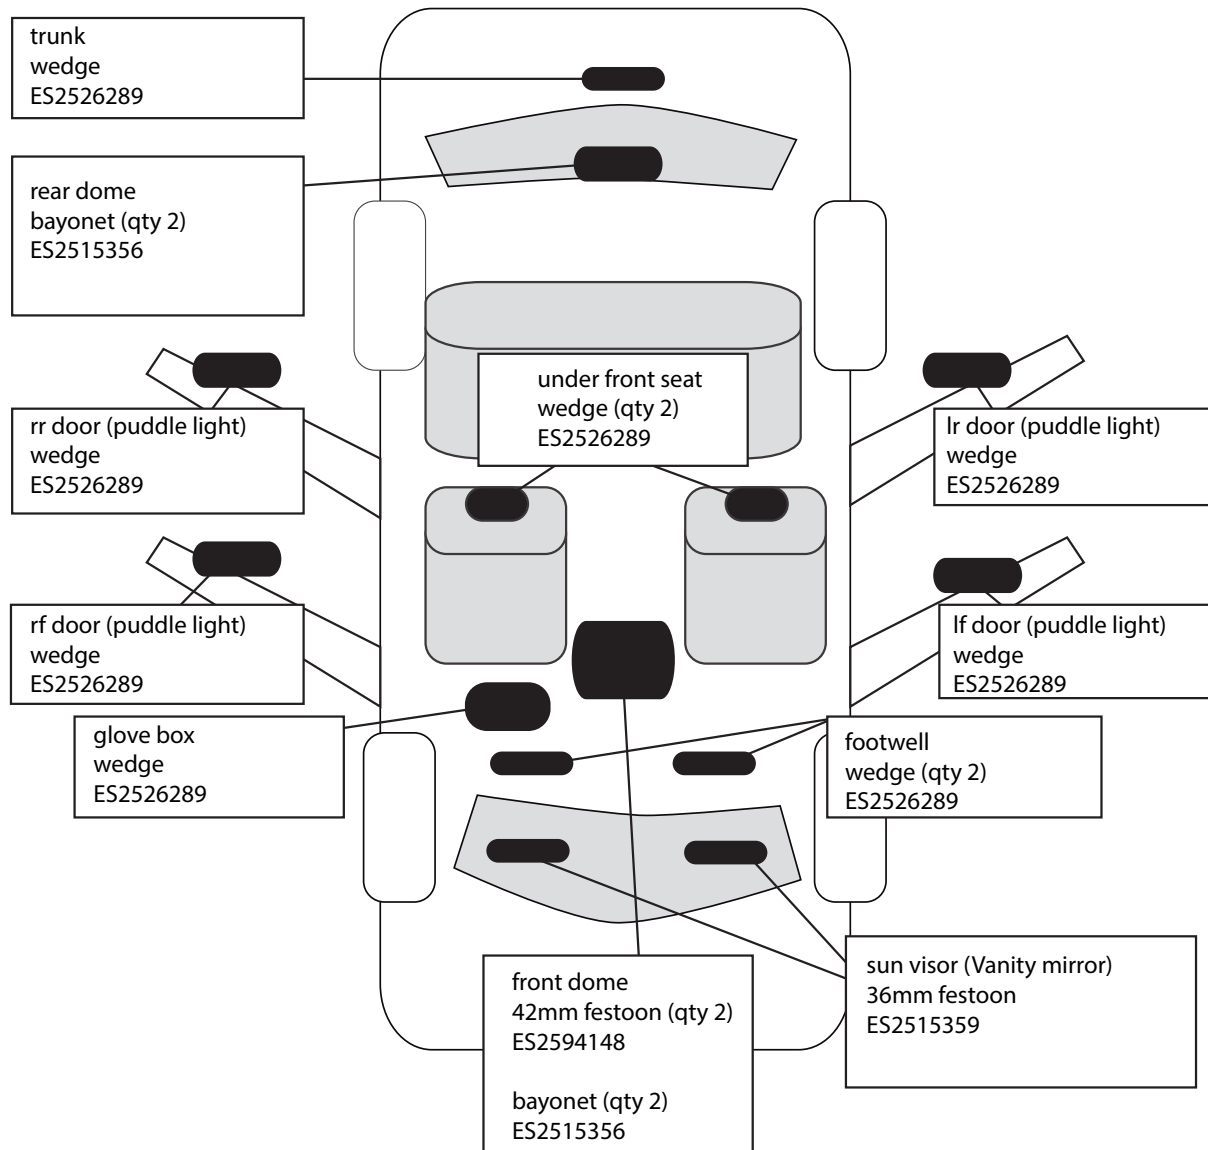 trunk
wedge
ES2526289
rear dome
bayonet (qty 2)
ES2515356
under front seat
wedge (qty 2)
ES2526289
rr door (puddle light)
wedge
ES2526289
lr door (puddle light)
wedge
ES2526289
rf door (puddle light)
wedge
ES2526289
lf door (puddle light)
wedge
ES2526289
glove box
wedge
ES2526289
footwell
wedge (qty 2)
ES2526289
front dome
42mm festoon (qty 2)
ES2594148
bayonet (qty 2)
ES2515356
sun visor (Vanity mirror)
36mm festoon
ES2515359